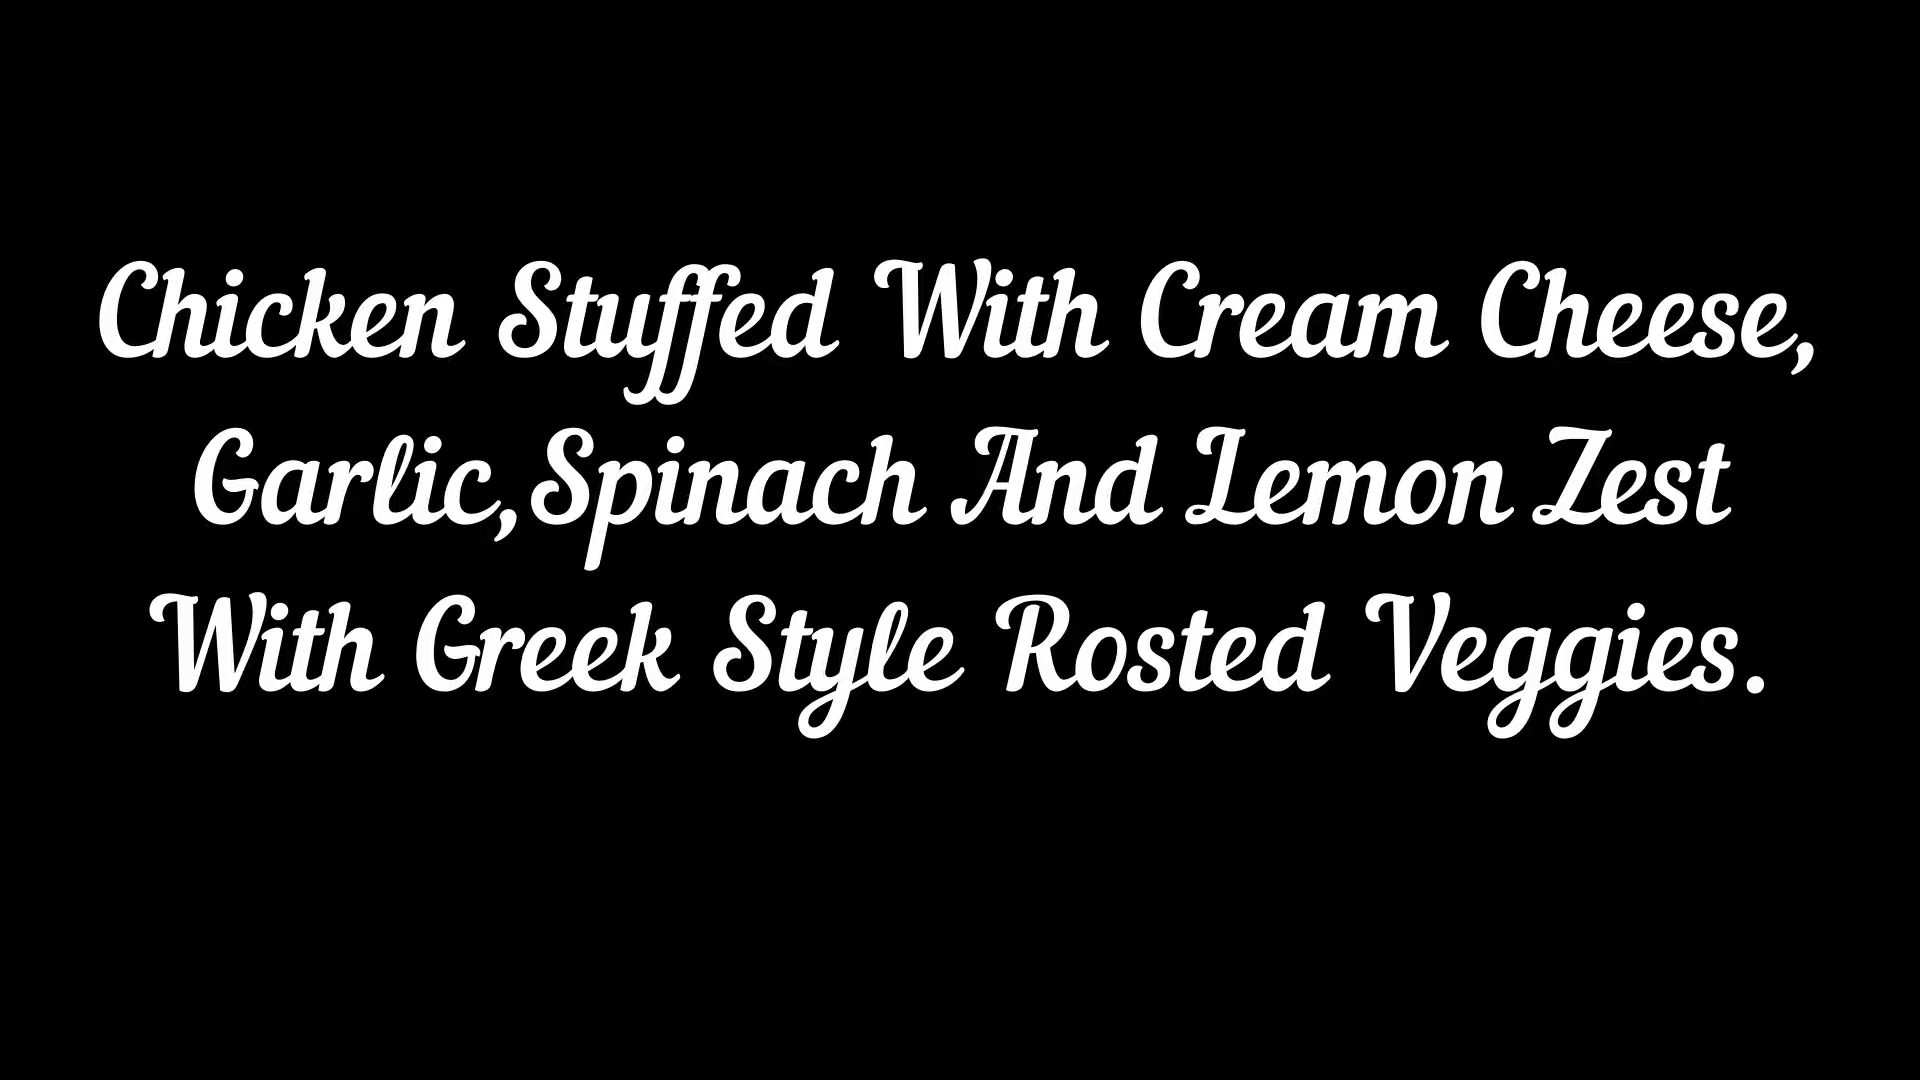 Chicken Stuffed With Cream Cheese,
Garlic,Spinach And Lemon Zest
With Greek Style Rosted Veggies.